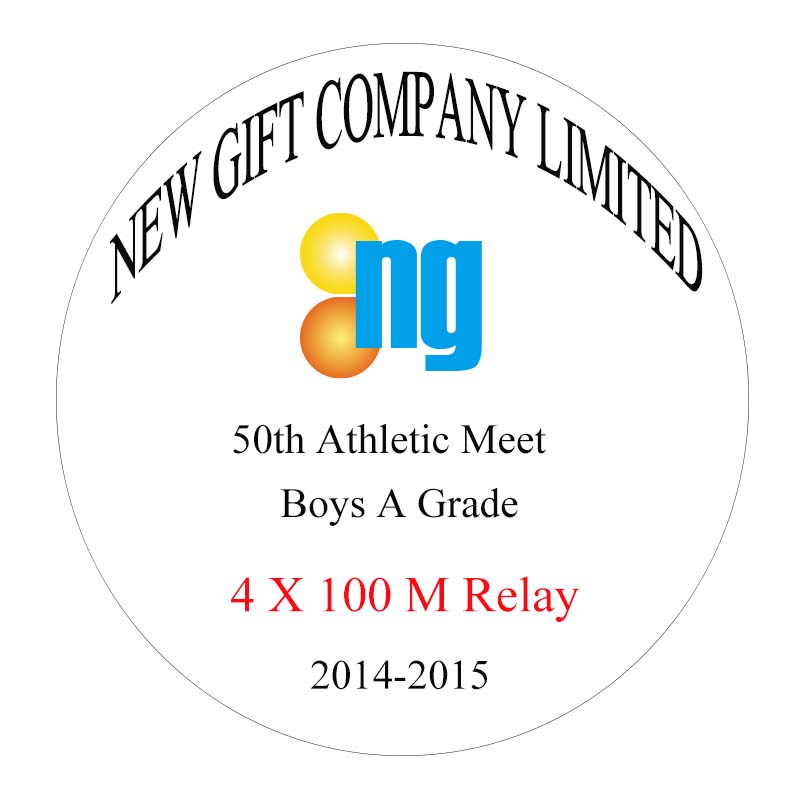 NEW GIFT COMPANY LIMITED
ng
50th Athletic Meet
Boys A Grade
4 X 100 M Relay
2014-2015